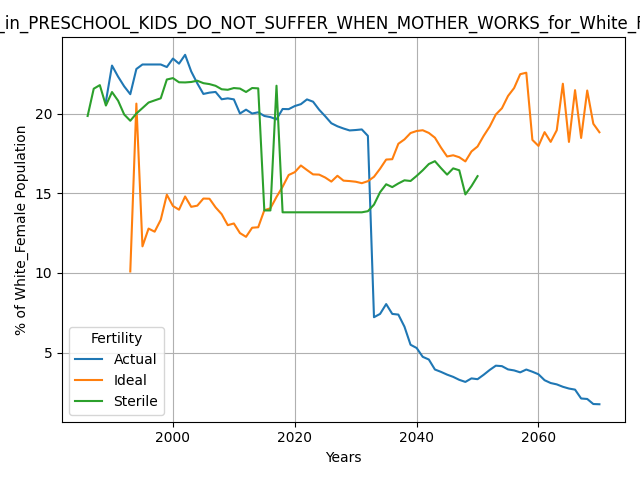 _in_PRESCHOOL_KIDS_DO_NOT_SUFFER_WHEN_MOTHER_WORKS_for_White_F
% of White_Female Population
20
15
10
5
Fertility
Actual
Ideal
Sterile
2000
2020
2040
2060
Years